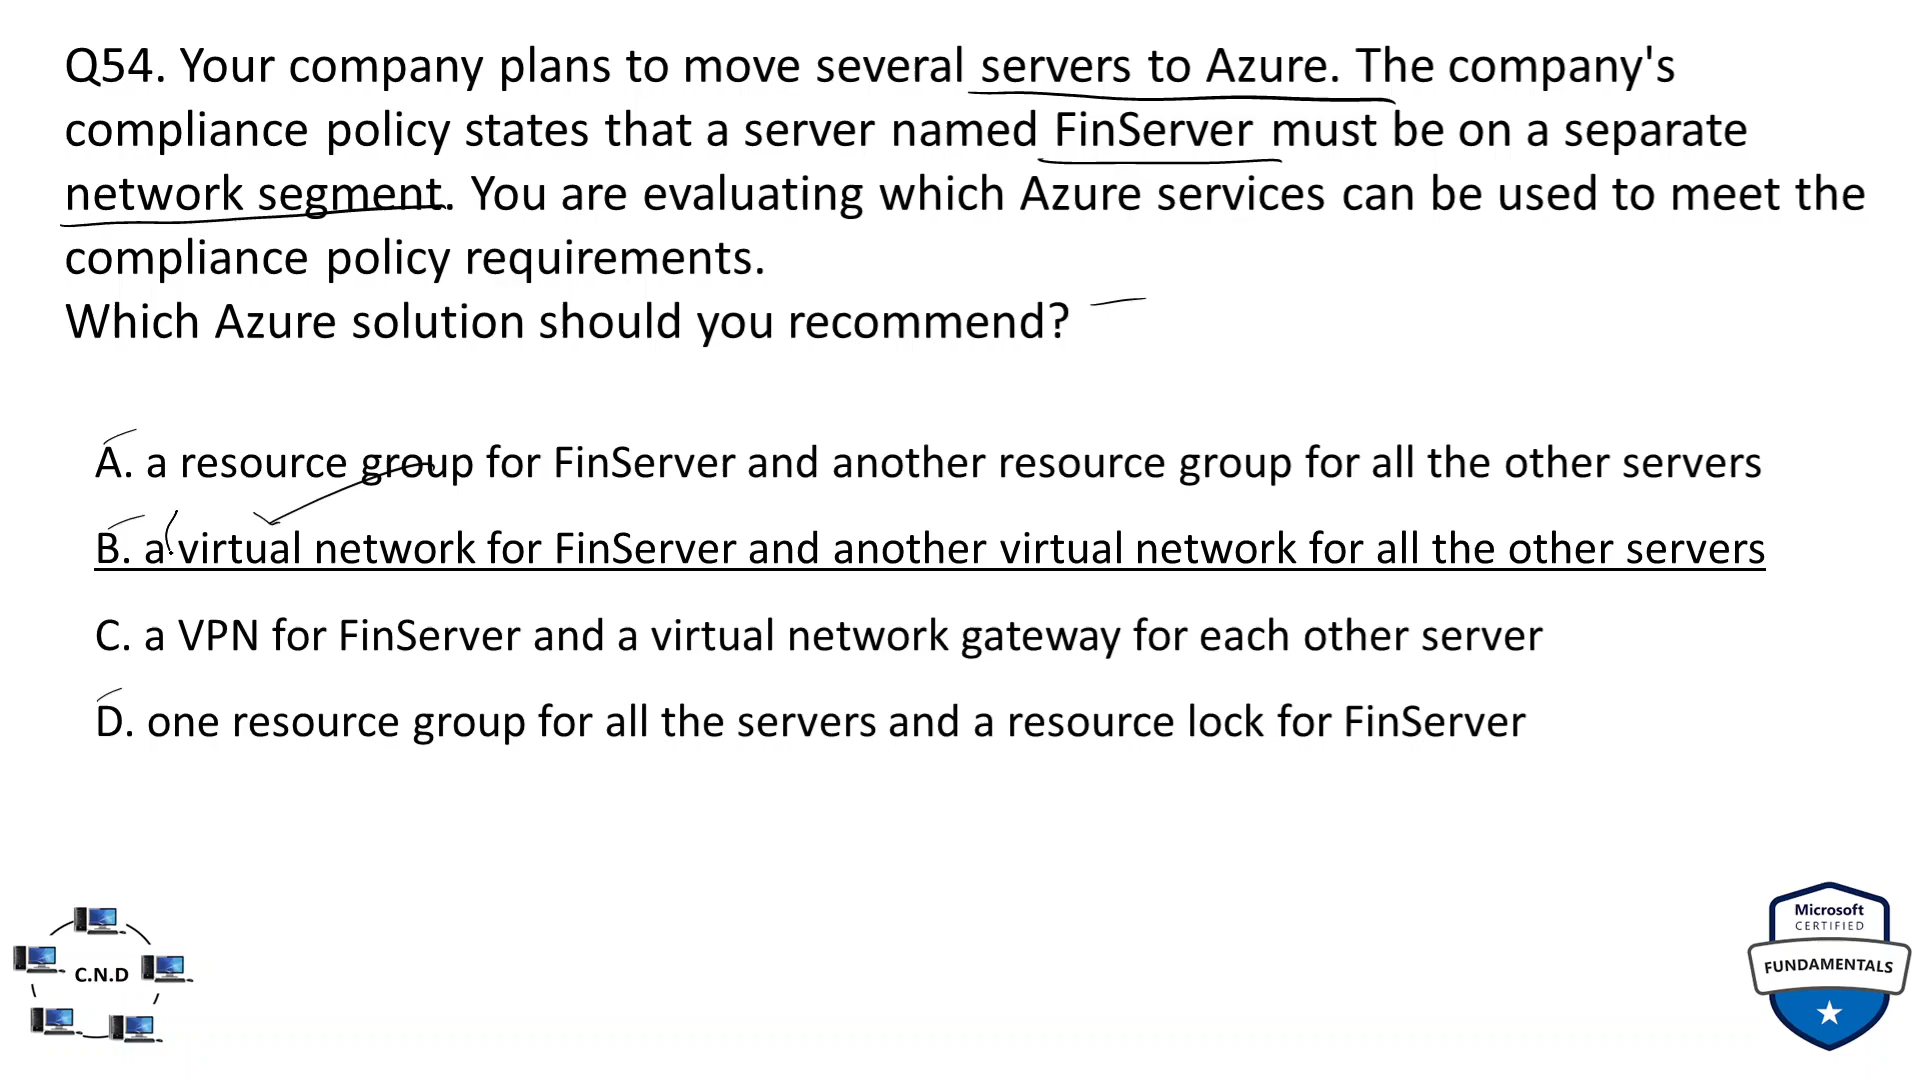 Q54. Your company plans to move several servers to Azure. The company's
compliance policy states that a server named FinServer must be on a separate
network segment. You are evaluating which Azure services can be used to meet the
compliance policy requirements.
Which Azure solution should you recommend?
A. a resource group for FinServer and another resource group for all the other servers
B. a virtual network for FinServer and another virtual network for all the other servers
C. a VPN for FinServer and a virtual network gateway for each other server
D. one resource group for all the servers and a resource lock for FinServer
C.N.D
Microsoft
CERTIFIED
FUNDAMENTALS